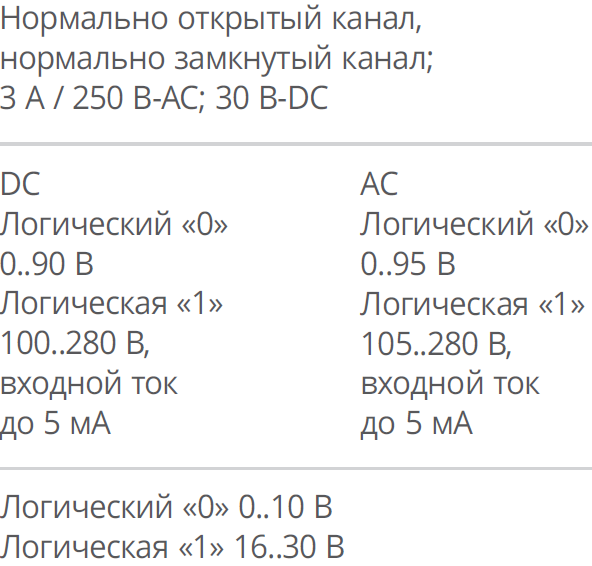 Нормально открытый канал,
нормально замкнутый канал;
3 А / 250 В-АС; 30 В-DC
DC
Логический «0»
0..90 В
Логическая «1»
100..280 В,
входной ток
до 5 мА
AC
Логический «0»
0..95 В
Логическая «1»
105..280 В,
входной ток
до 5 мА
Логический «0» 0..10 В
Логическая «1» 16..30 В